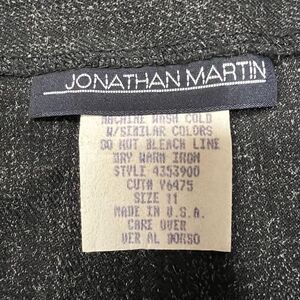 JONATHAN MARTIN
MACHINE WASH COLD
W/SIMILAR COLORS
DO NOT BLEACH LINE
DRY WARM IRON
STYLE 4353900
CUT# Y6475
SIZE 11
MADE IN U.S.A.
CARE OVER
VER AL DORSO